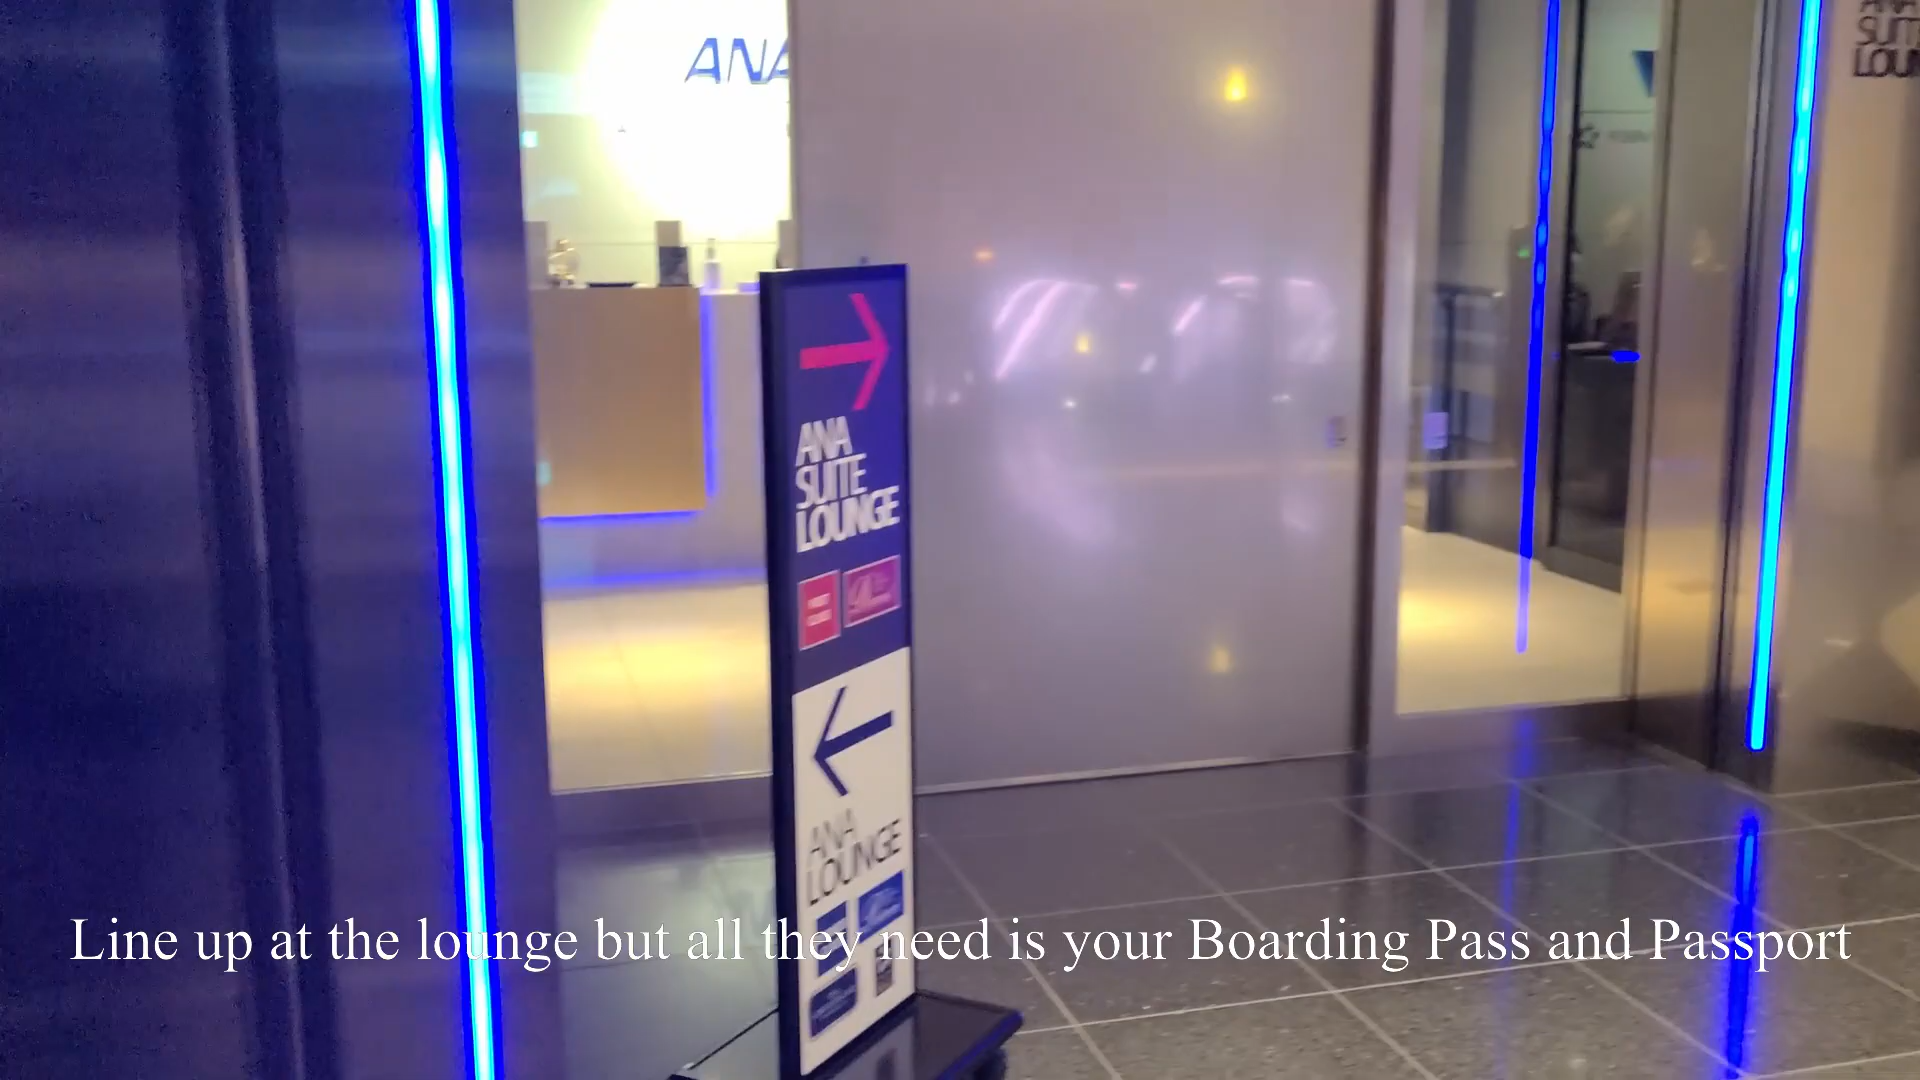 ANA
ANA
SUITE
LOUNGE
ANA
LOUNGE
Line up at the lounge but all they need is your Boarding Pass and Passport